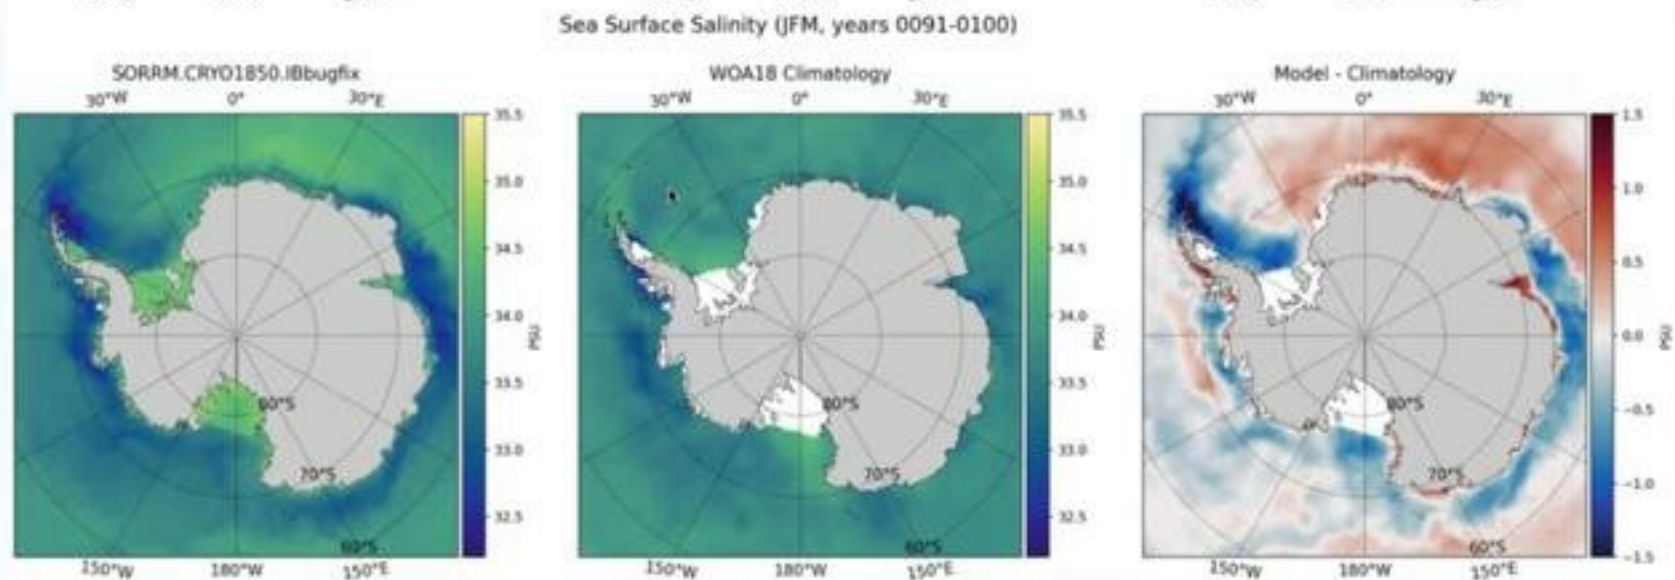 Sea Surface Salinity (JFM, years 0091-0100)
SORRM.CRYO1850.IBbugfix
30°W 0° 30°E
35.5
35.0
34.5
34.0
33.5
33.0
32.5
PSU
80°S
70°S
60°S
150°W 180°W 150°E
WOA18 Climatology
30°W 0° 30°E
35.5
35.0
34.5
34.0
33.5
33.0
32.5
PSU
80°S
70°S
60°S
150°W 180°W 150°E
Model - Climatology
30°W 0° 30°E
1.5
1.0
0.5
0.0
−0.5
−1.0
−1.5
PSU
80°S
70°S
60°S
150°W 180°W 150°E